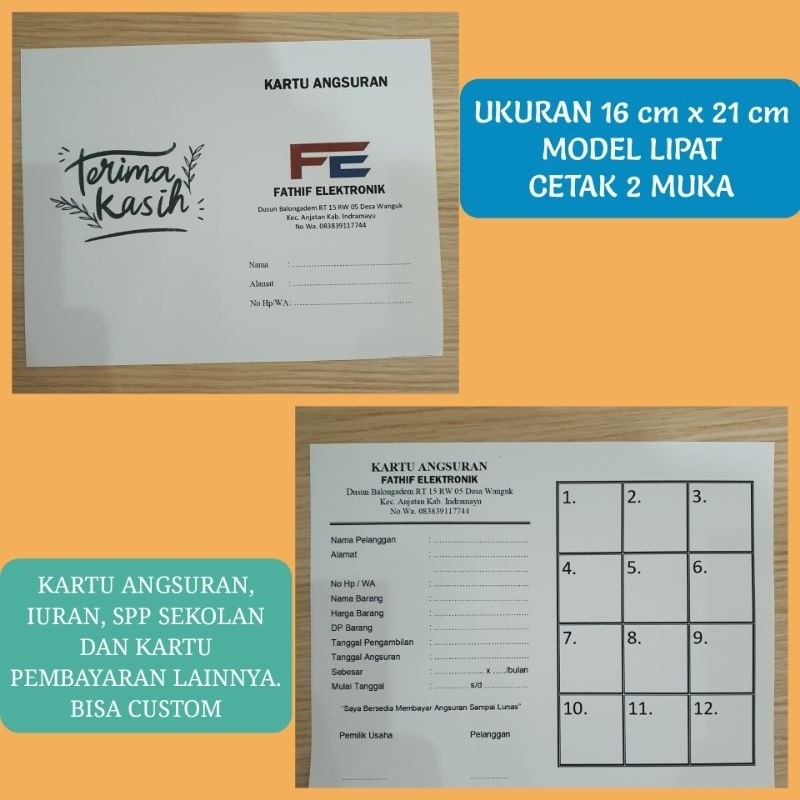 KARTU ANGSURAN
Terima
Kasih
FE
FATHIF ELEKTRONIK
Dusun Balongadem RT 15 RW 05 Desa Wanguk
Kec. Anjatan Kab. Indramayu
No Wa. 083839117744
Nama : ..........................................
Alamat : ..........................................
No Hp/WA: ..........................................
UKURAN 16 cm x 21 cm
MODEL LIPAT
CETAK 2 MUKA
KARTU ANGSURAN,
IURAN, SPP SEKOLAN
DAN KARTU
PEMBAYARAN LAINNYA.
BISA CUSTOM
KARTU ANGSURAN
FATHIF ELEKTRONIK
Dusun Balongadem RT 15 RW 05 Desa Wanguk
Kec. Anjatan Kab. Indramayu
No Wa. 083839117744
Nama Pelanggan : ..............................
Alamat : ..............................
..............................
No Hp / WA : ..............................
Nama Barang : ..............................
Harga Barang : ..............................
DP Barang : ..............................
Tanggal Pengambilan : ..............................
Tanggal Angsuran : ..............................
Sebesar : ................ x ...../bulan
Mulai Tanggal : ........... s/d ..............
"Saya Bersedia Membayar Angsuran Sampai Lunas"
Pemilik Usaha Pelanggan
............... ...............
1. 2. 3.
4. 5. 6.
7. 8. 9.
10. 11. 12.